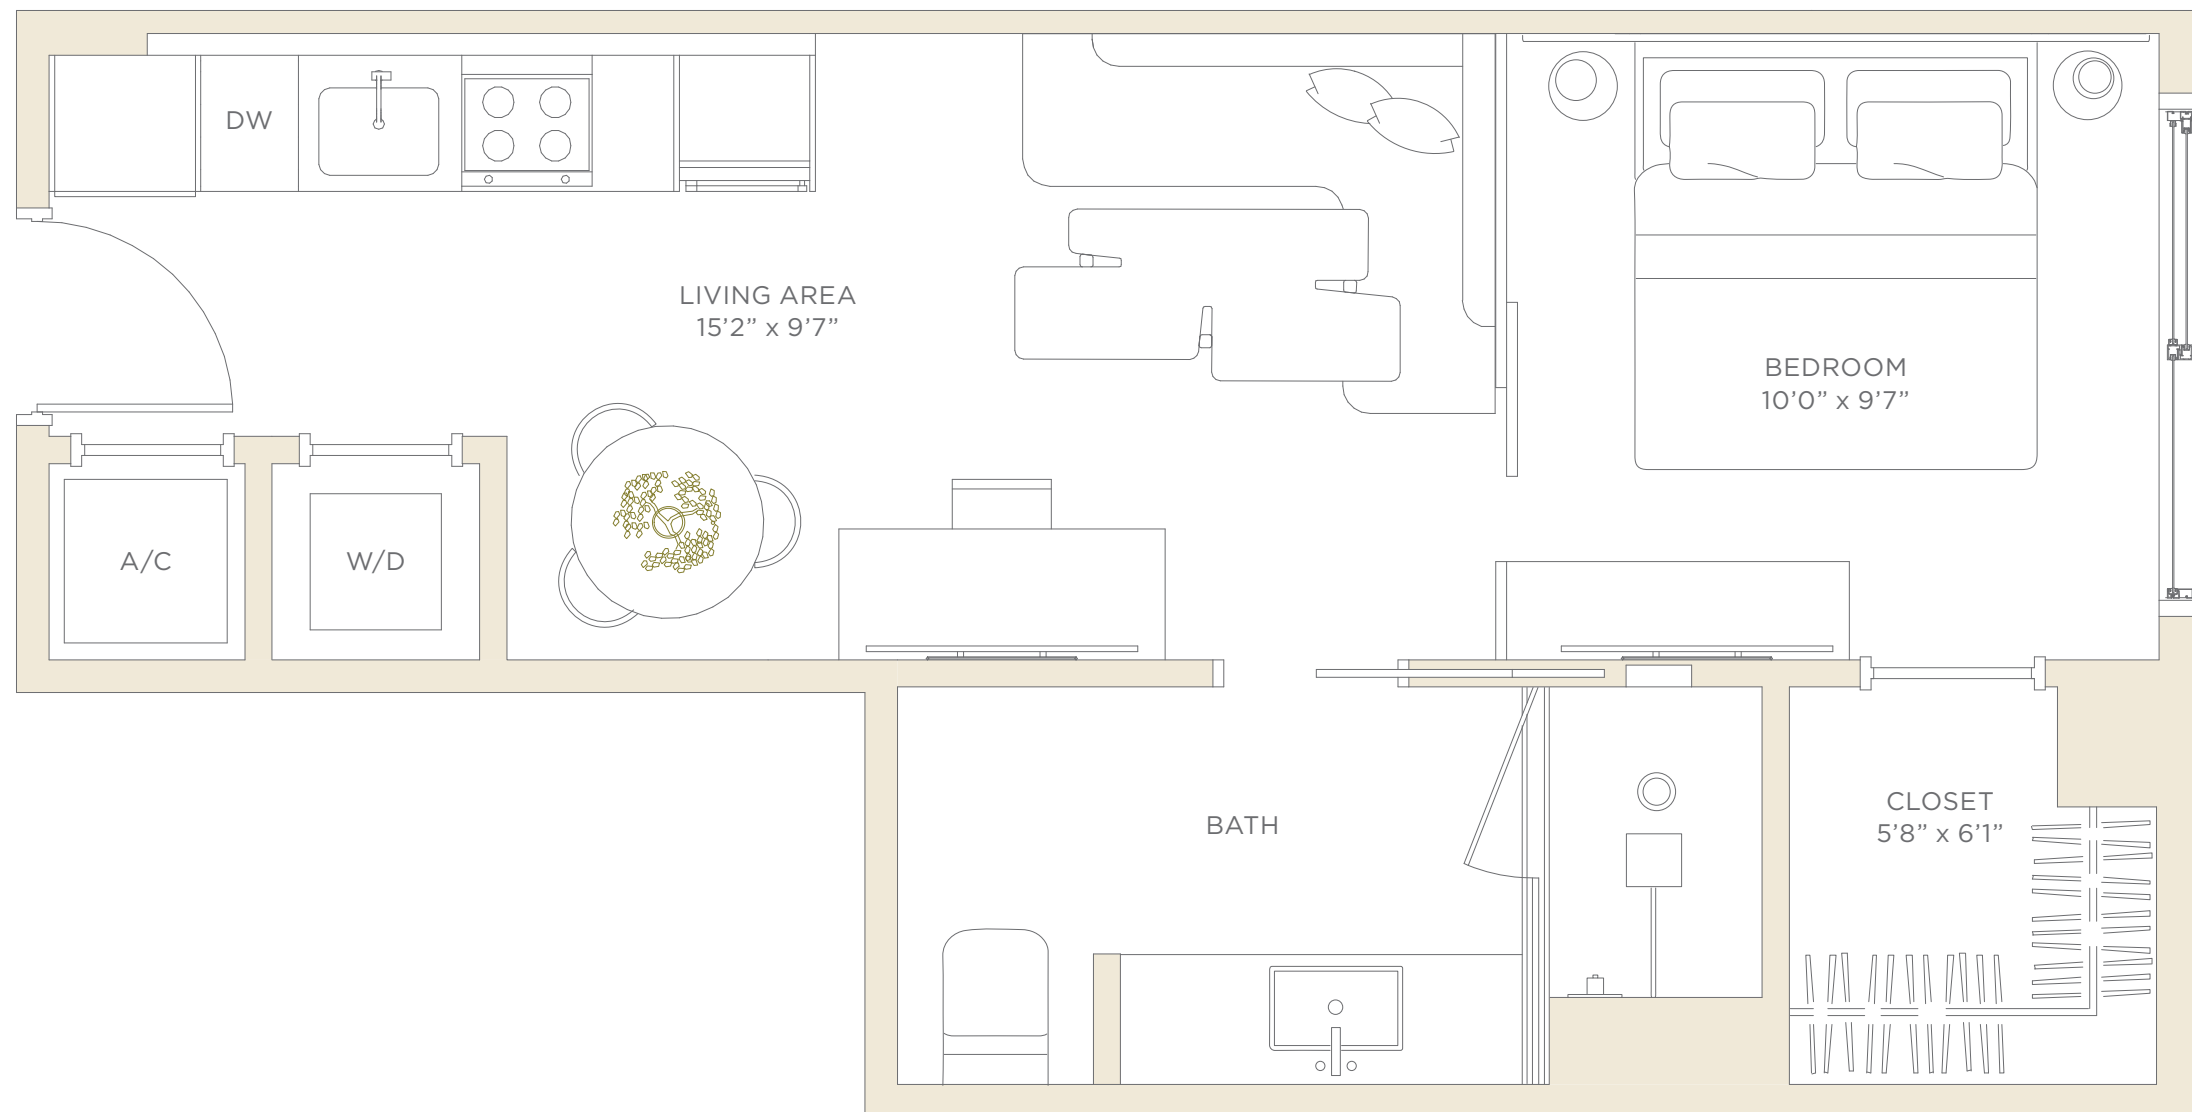 DW
LIVING AREA
15’2” x 9’7”
BEDROOM
10’0” x 9’7”
A/C
W/D
BATH
CLOSET
5’8” x 6’1”